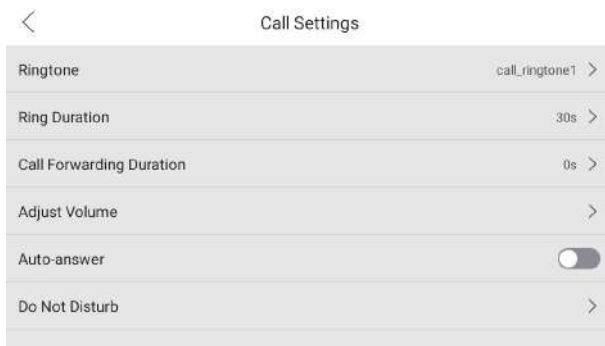 Call Settings
Ringtone call_ringtone1
Ring Duration 30s
Call Forwarding Duration 0s
Adjust Volume
Auto-answer
Do Not Disturb